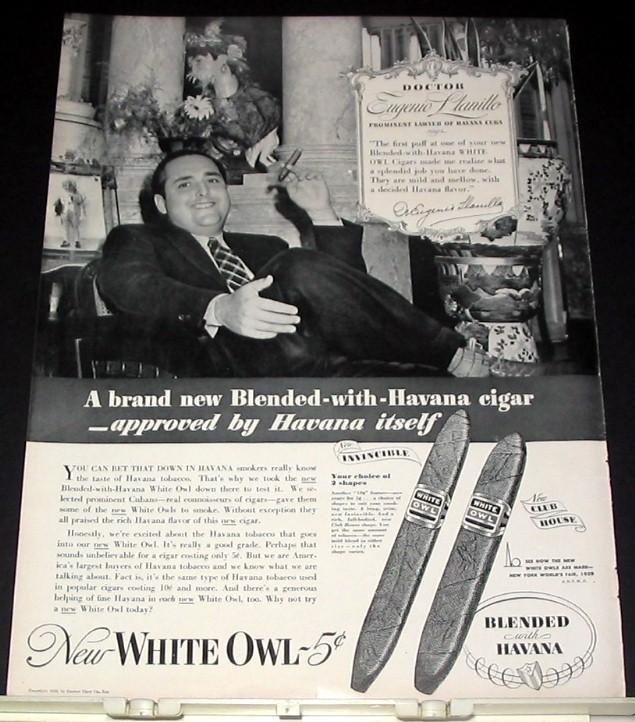 DOCTOR
Eugenio Llanillo
PROMINENT LAWYER OF HAVANA CUBA
says
"The first puff at one of your new
Blended-with-Havana WHITE
OWL Cigars made me realize what
a splendid job you have done.
They are mild and mellow, with
a decided Havana flavor."
Dr Eugenio Llanillo
A brand new Blended-with-Havana cigar
—approved by Havana itself
YOU CAN BET THAT DOWN IN HAVANA smokers really know
the taste of Havana tobacco. That's why we took the new
Blended-with-Havana White Owl down there to test it. We se-
lected prominent Cubans—real connoisseurs of cigars—gave them
some of the new White Owls to smoke. Without exception they
all praised the rich Havana flavor of this new cigar.
Honestly, we're excited about the Havana tobacco that goes
into our new White Owl. It's really a good grade. Perhaps that
sounds unbelievable for a cigar costing only 5¢. But we are Amer-
ica's largest buyers of Havana tobacco and we know what we are
talking about. Fact is, it's the same type of Havana tobacco used
in popular cigars costing 10¢ and more. And there's a generous
helping of fine Havana in each new White Owl, too. Why not try
a new White Owl today?
New INVINCIBLE
Your choice of
2 shapes
WHITE
OWL
WHITE
OWL
New
CLUB
HOUSE
SEE HOW THE NEW
WHITE OWLS ARE MADE—
NEW YORK WORLD'S FAIR, 1939
BLENDED
with
HAVANA
New WHITE OWL-5¢